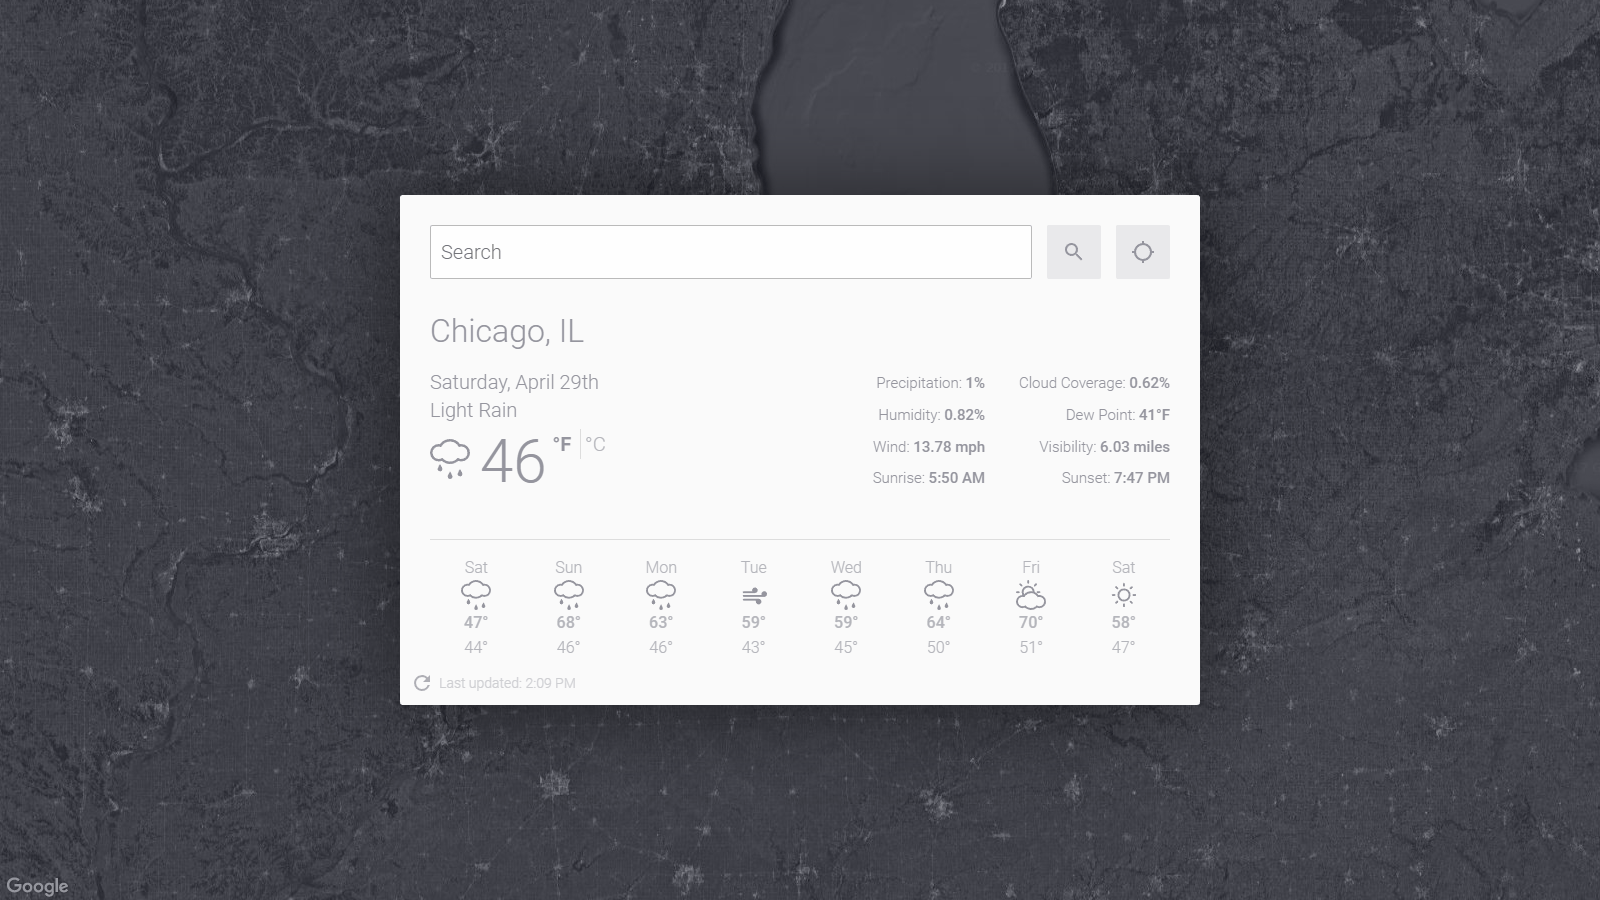 Search
Chicago, IL
Saturday, April 29th
Light Rain
46 °F °C
Precipitation: 1% Cloud Coverage: 0.62%
Humidity: 0.82% Dew Point: 41°F
Wind: 13.78 mph Visibility: 6.03 miles
Sunrise: 5:50 AM Sunset: 7:47 PM
Sat Sun Mon Tue Wed Thu Fri Sat
47° 68° 63° 59° 59° 64° 70° 58°
44° 46° 46° 43° 45° 50° 51° 47°
Last updated: 2:09 PM
Google